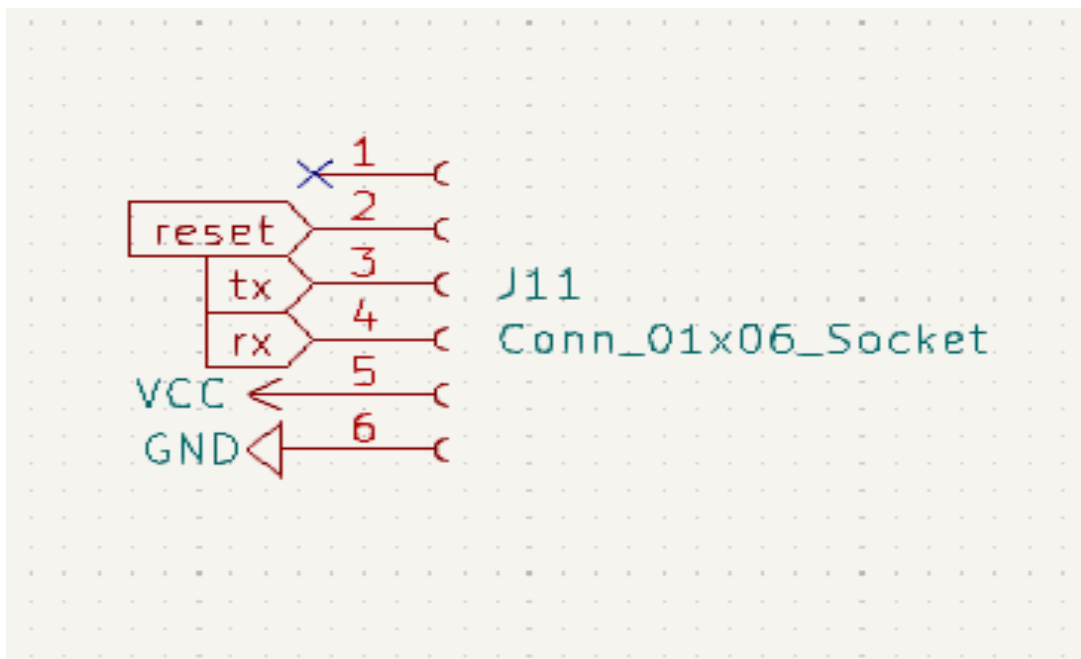 1
reset 2
tx 3
J11
rx 4
Conn_01x06_Socket
VCC 5
GND 6